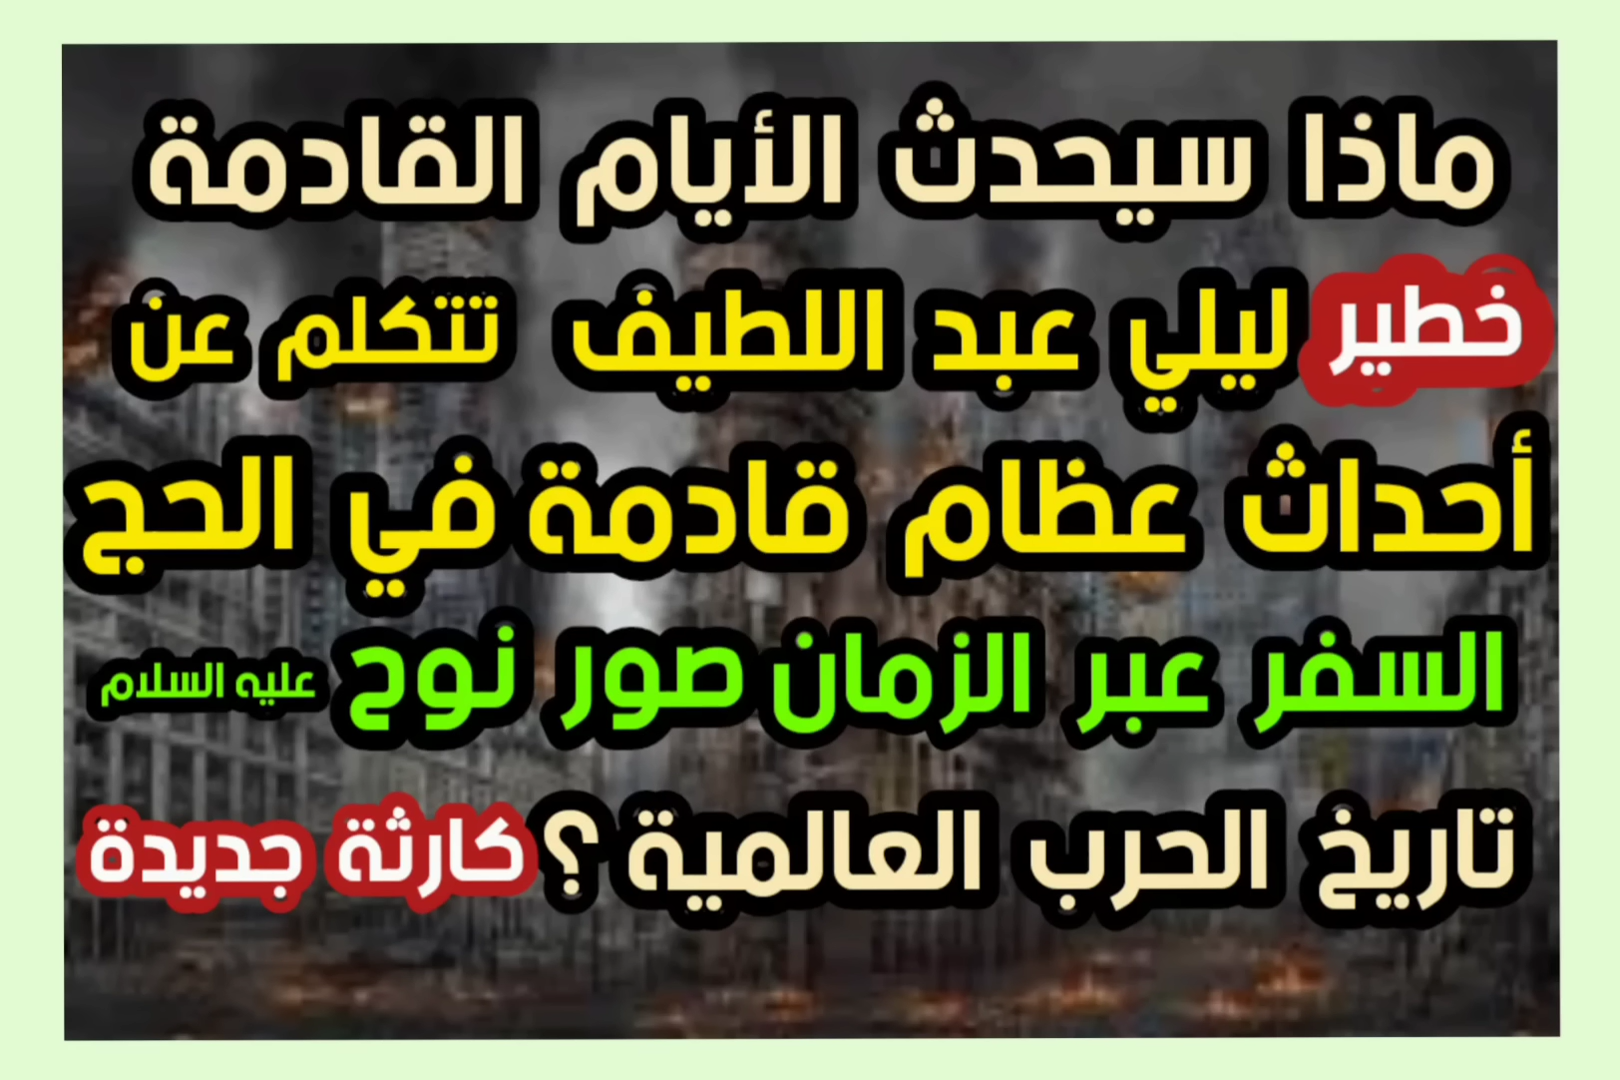 ماذا سيحدث الأيام القادمة
خطير ليلي عبد اللطيف تتكلم عن
أحداث عظام قادمة في الحج
السفر عبر الزمان صور نوح عليه السلام
تاريخ الحرب العالمية ؟ كارثة جديدة